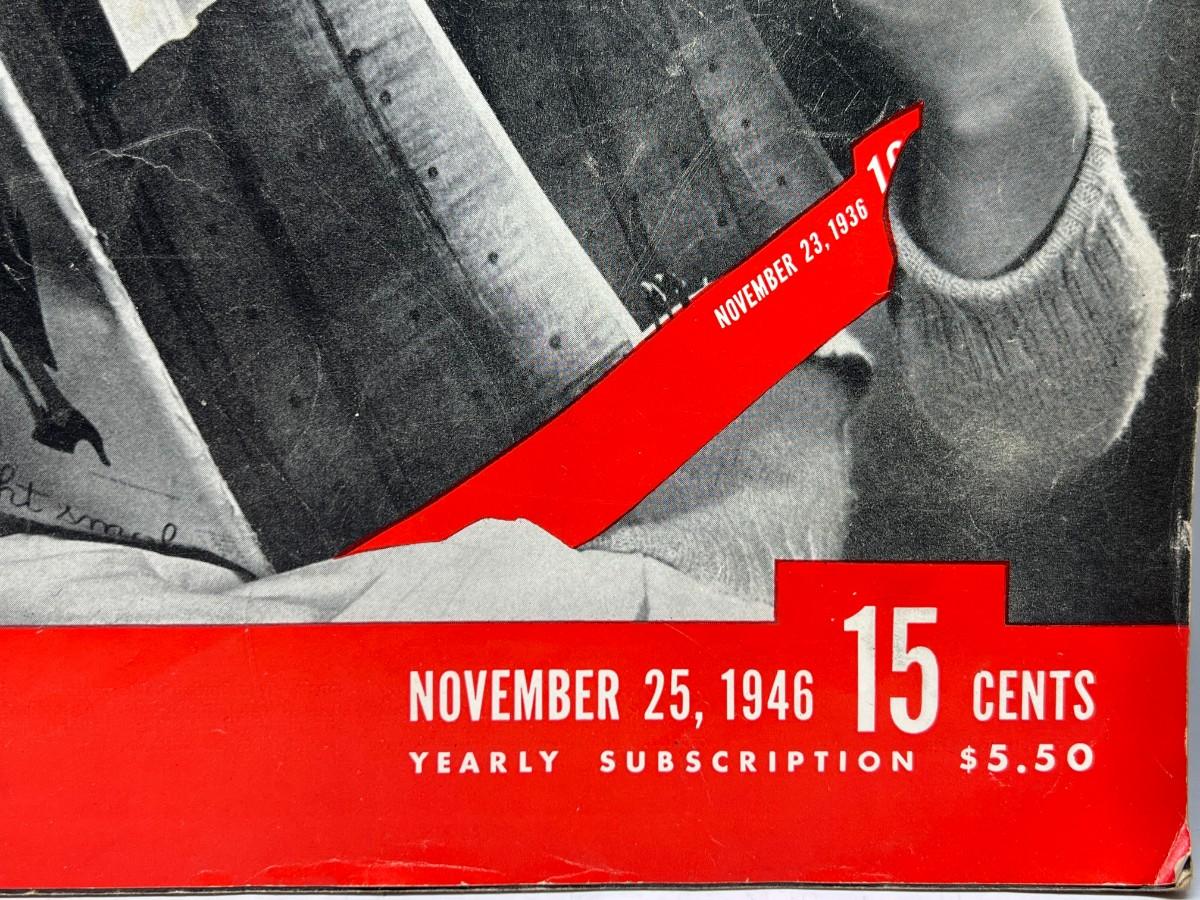 NOVEMBER 23, 1936
NOVEMBER 25, 1946 15 CENTS
YEARLY SUBSCRIPTION $5.50